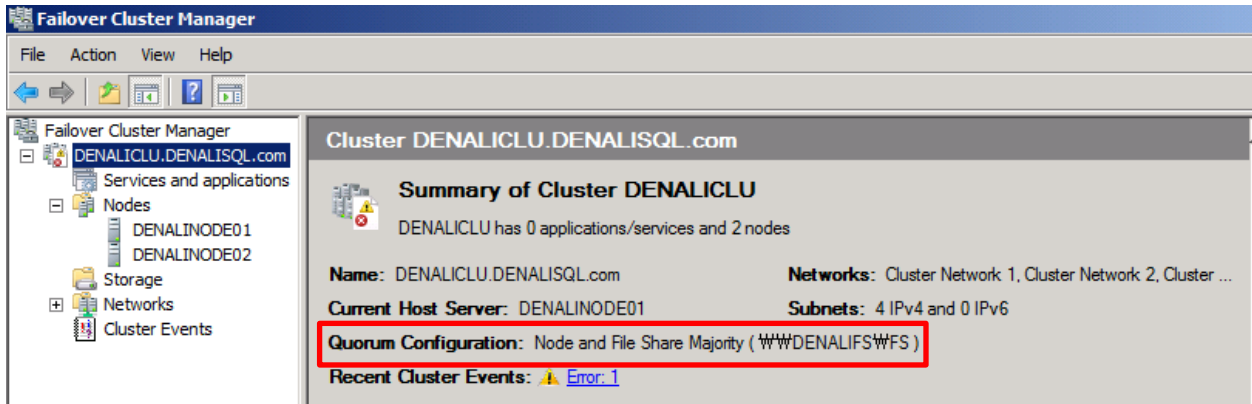 Failover Cluster Manager
File Action View Help
Failover Cluster Manager
DENALICLU.DENALISQL.com
Services and applications
Nodes
DENALINODE01
DENALINODE02
Storage
Networks
Cluster Events
Cluster DENALICLU.DENALISQL.com
Summary of Cluster DENALICLU
DENALICLU has 0 applications/services and 2 nodes
Name: DENALICLU.DENALISQL.com Networks: Cluster Network 1, Cluster Network 2, Cluster ...
Current Host Server: DENALINODE01 Subnets: 4 IPv4 and 0 IPv6
Quorum Configuration: Node and File Share Majority ( ₩₩DENALIFS₩FS )
Recent Cluster Events: Error: 1